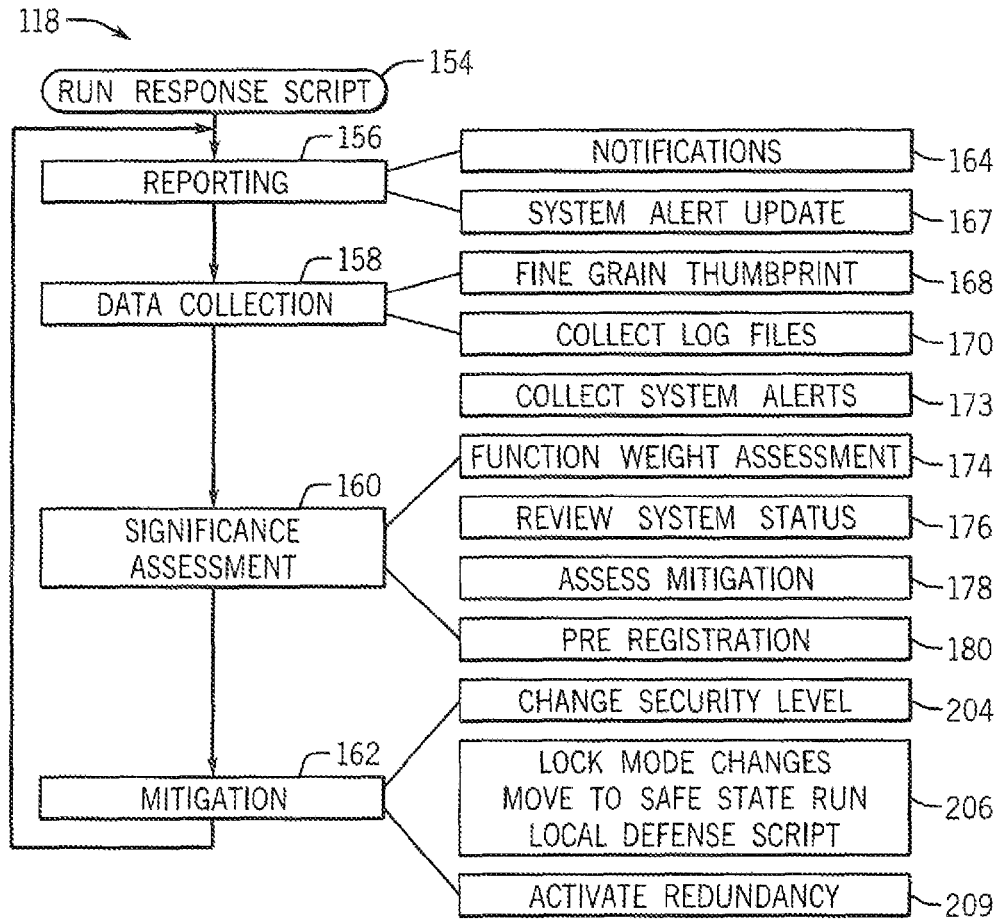 118
RUN RESPONSE SCRIPT
154
REPORTING
156
NOTIFICATIONS
164
SYSTEM ALERT UPDATE
167
DATA COLLECTION
158
FINE GRAIN THUMBPRINT
168
COLLECT LOG FILES
170
COLLECT SYSTEM ALERTS
173
SIGNIFICANCE
ASSESSMENT
160
FUNCTION WEIGHT ASSESSMENT
174
REVIEW SYSTEM STATUS
176
ASSESS MITIGATION
178
PRE REGISTRATION
180
MITIGATION
162
CHANGE SECURITY LEVEL
204
LOCK MODE CHANGES
MOVE TO SAFE STATE RUN
LOCAL DEFENSE SCRIPT
206
ACTIVATE REDUNDANCY
209